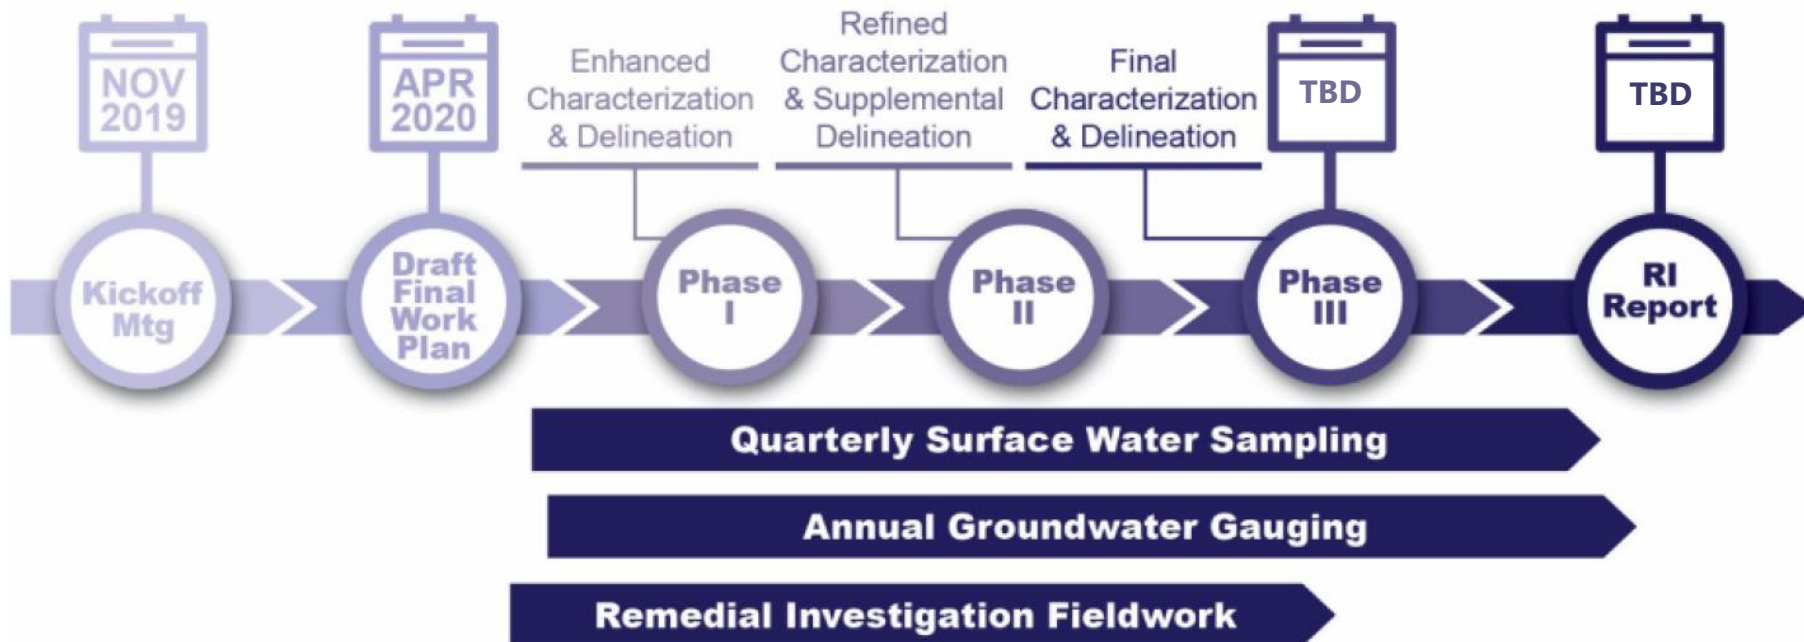 NOV
2019
APR
2020
Enhanced
Characterization
& Delineation
Refined
Characterization
& Supplemental
Delineation
Final
Characterization
& Delineation
TBD
TBD
Kickoff
Mtg
Draft
Final
Work
Plan
Phase
I
Phase
II
Phase
III
RI
Report
Quarterly Surface Water Sampling
Annual Groundwater Gauging
Remedial Investigation Fieldwork